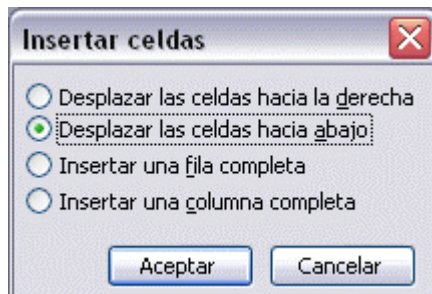 Insertar celdas
Desplazar las celdas hacia la derecha
Desplazar las celdas hacia abajo
Insertar una fila completa
Insertar una columna completa
Aceptar Cancelar